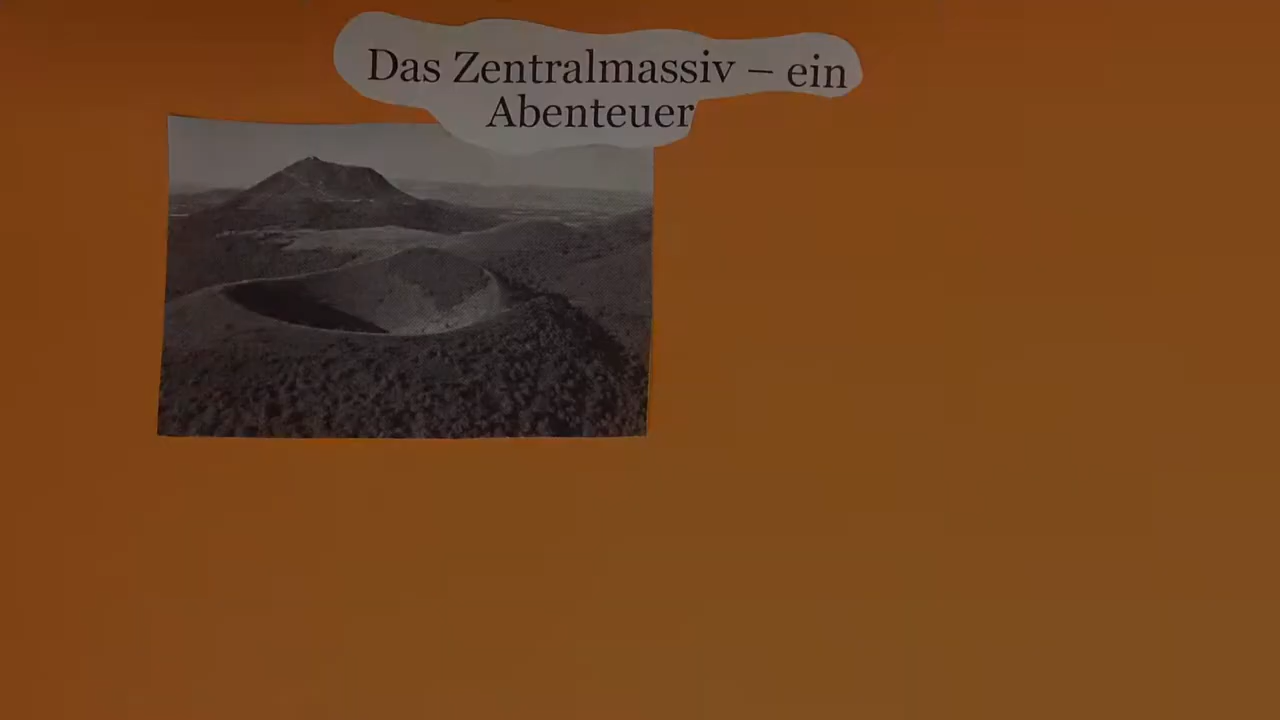 Das Zentralmassiv – ein
Abenteuer